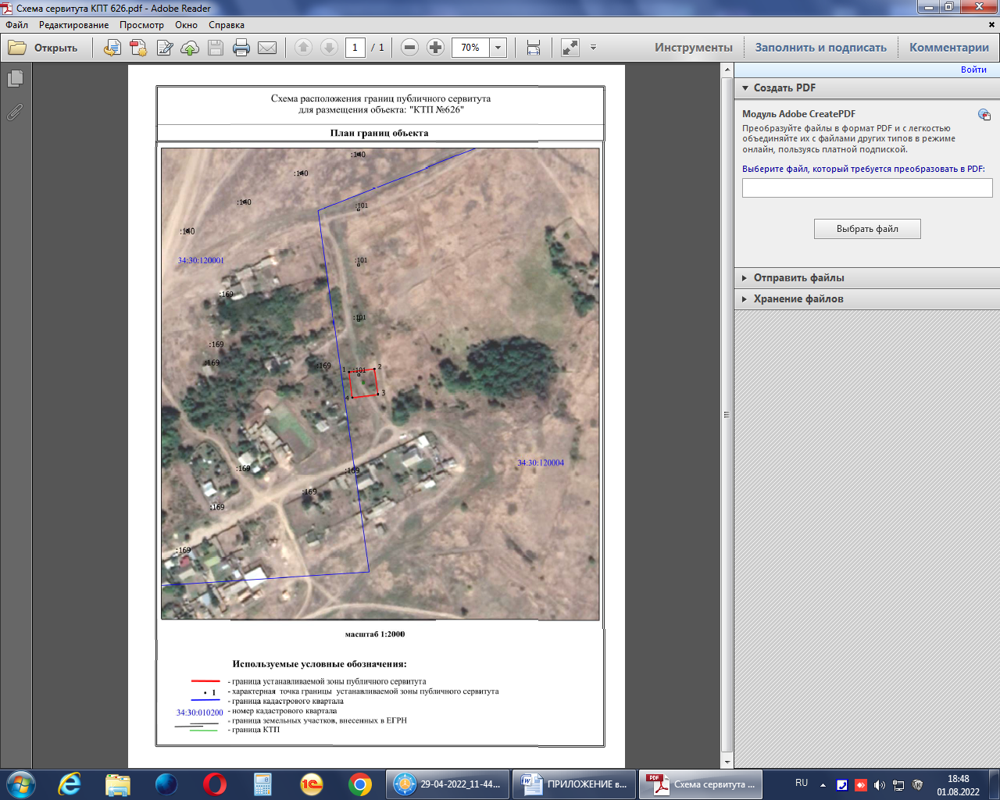 Схема сервитута КПТ 626.pdf - Adobe Reader
Файл Редактирование Просмотр Окно Справка
Открыть 1 / 1 70% Инструменты Заполнить и подписать Комментарии
Войти
Создать PDF
Модуль Adobe CreatePDF
Преобразуйте файлы в формат PDF и с легкостью
объединяйте их с файлами других типов в режиме
онлайн, пользуясь платной подпиской.
Выберите файл, который требуется преобразовать в PDF:
Выбрать файл
Отправить файлы
Хранение файлов
Схема расположения границ публичного сервитута
для размещения объекта: "КТП №626"
План границ объекта
:140
:140
:140
:101
:140
34:30:120001
:101
:169
:101
:169
:169
:169
1 :101 2
4 3
34:30:120004
:169
:169
:169
:169
:169
масштаб 1:2000
Используемые условные обозначения:
- граница устанавливаемой зоны публичного сервитута
• 1 - характерная точка границы устанавливаемой зоны публичного сервитута
- граница кадастрового квартала
34:30:010200 - номер кадастрового квартала
- граница земельных участков, внесенных в ЕГРН
- граница КТП
29-04-2022_11-44... ПРИЛОЖЕНИЕ в... Схема сервитута ... RU 18:48
01.08.2022